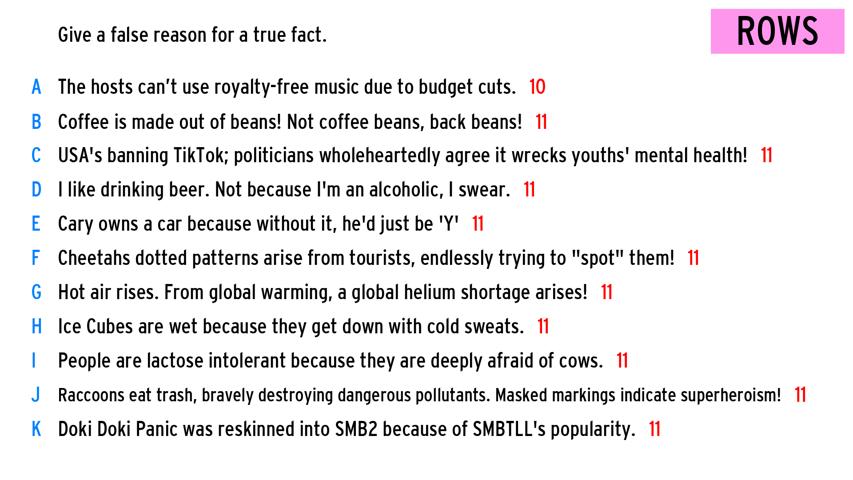 Give a false reason for a true fact.
ROWS
A The hosts can't use royalty-free music due to budget cuts. 10
B Coffee is made out of beans! Not coffee beans, back beans! 11
C USA's banning TikTok; politicians wholeheartedly agree it wrecks youths' mental health! 11
D I like drinking beer. Not because I'm an alcoholic, I swear. 11
E Cary owns a car because without it, he'd just be 'Y' 11
F Cheetahs dotted patterns arise from tourists, endlessly trying to "spot" them! 11
G Hot air rises. From global warming, a global helium shortage arises! 11
H Ice Cubes are wet because they get down with cold sweats. 11
I People are lactose intolerant because they are deeply afraid of cows. 11
J Raccoons eat trash, bravely destroying dangerous pollutants. Masked markings indicate superheroism! 11
K Doki Doki Panic was reskinned into SMB2 because of SMBTLL's popularity. 11